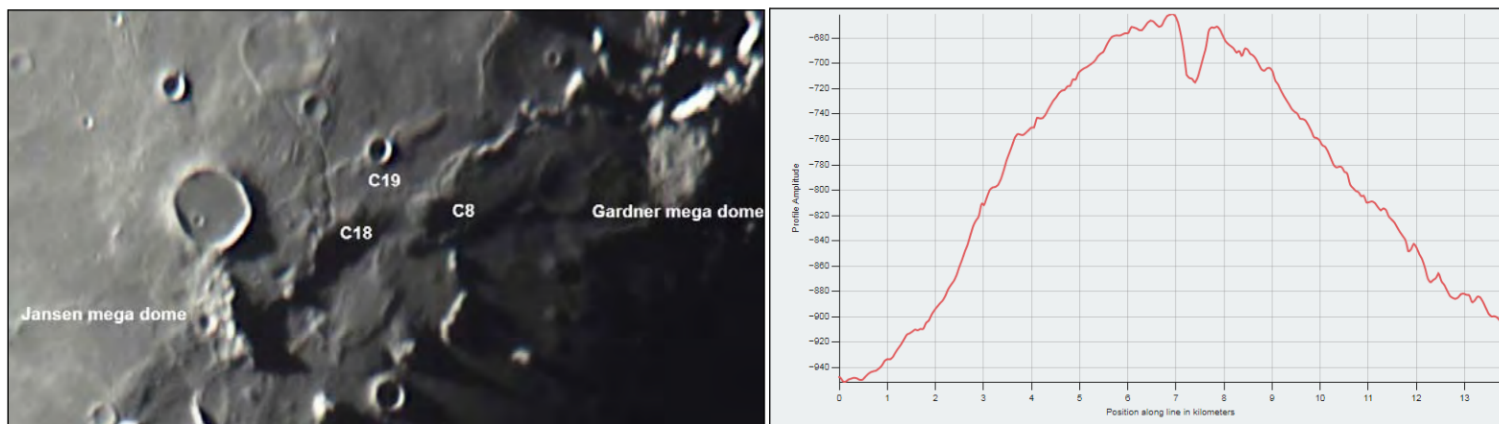 C19
C8
Gardner mega dome
C18
Jansen mega dome
−680
−700
−720
−740
−760
−780
−800
−820
−840
−860
−880
−900
−920
−940
Profile Amplitude
0 1 2 3 4 5 6 7 8 9 10 11 12 13
Position along line in kilometers